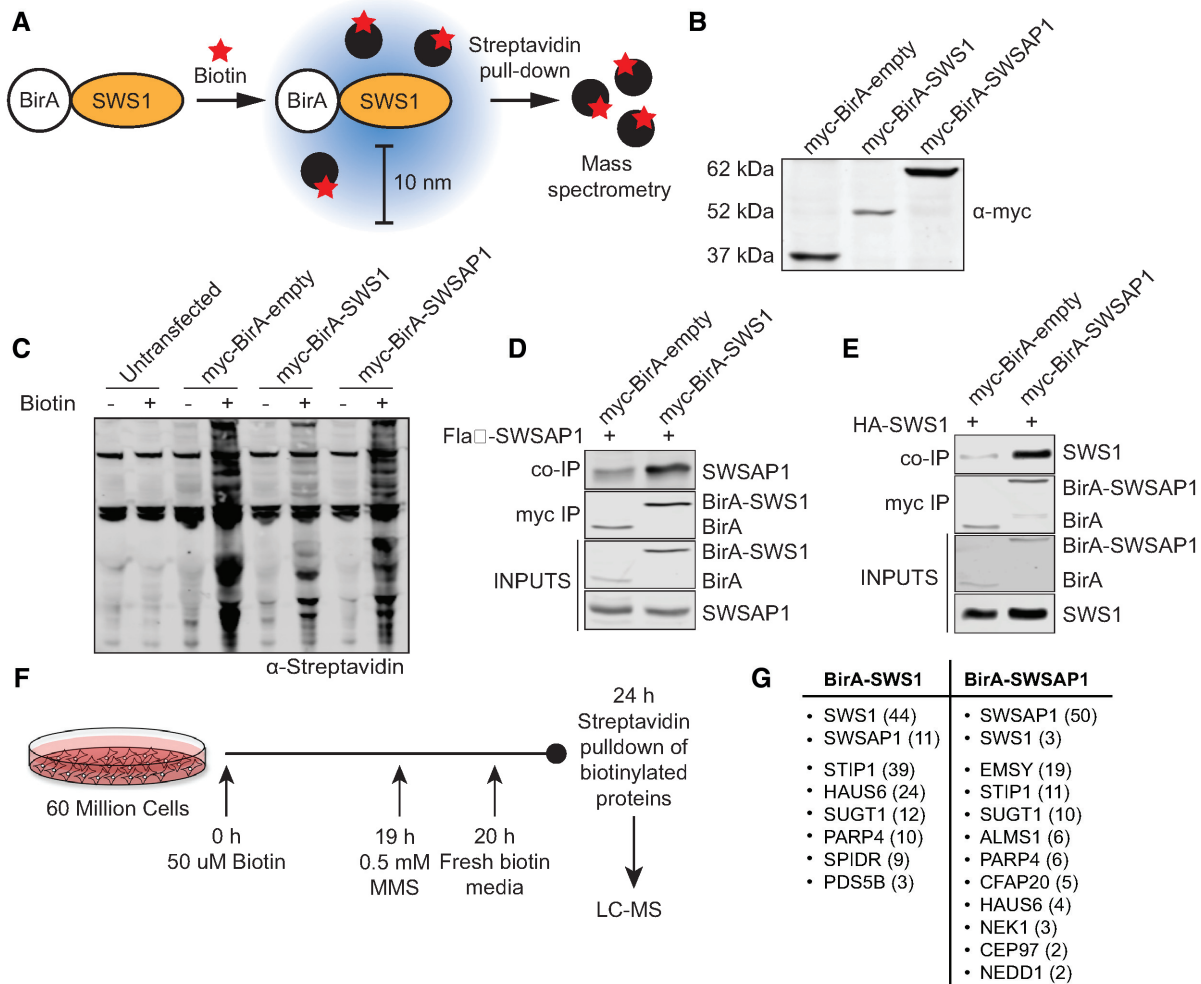 A
BirA
SWS1
Biotin
BirA
SWS1
10 nm
Streptavidin
pull-down
Mass
spectrometry
B
myc-BirA-empty
myc-BirA-SWS1
myc-BirA-SWSAP1
62 kDa
52 kDa
37 kDa
α-myc
C
Untransfected
myc-BirA-empty
myc-BirA-SWS1
myc-BirA-SWSAP1
Biotin - + - + - + - +
α-Streptavidin
D
myc-BirA-empty
myc-BirA-SWS1
Fla□-SWSAP1 + +
co-IP SWSAP1
myc IP BirA-SWS1
BirA
INPUTS BirA-SWS1
BirA
SWSAP1
E
myc-BirA-empty
myc-BirA-SWSAP1
HA-SWS1 + +
co-IP SWS1
myc IP BirA-SWSAP1
BirA
INPUTS BirA-SWSAP1
BirA
SWS1
F
60 Million Cells
0 h
50 uM Biotin
19 h
0.5 mM
MMS
20 h
Fresh biotin
media
24 h
Streptavidin
pulldown of
biotinylated
proteins
LC-MS
G
BirA-SWS1
• SWS1 (44)
• SWSAP1 (11)
• STIP1 (39)
• HAUS6 (24)
• SUGT1 (12)
• PARP4 (10)
• SPIDR (9)
• PDS5B (3)
BirA-SWSAP1
• SWSAP1 (50)
• SWS1 (3)
• EMSY (19)
• STIP1 (11)
• SUGT1 (10)
• ALMS1 (6)
• PARP4 (6)
• CFAP20 (5)
• HAUS6 (4)
• NEK1 (3)
• CEP97 (2)
• NEDD1 (2)